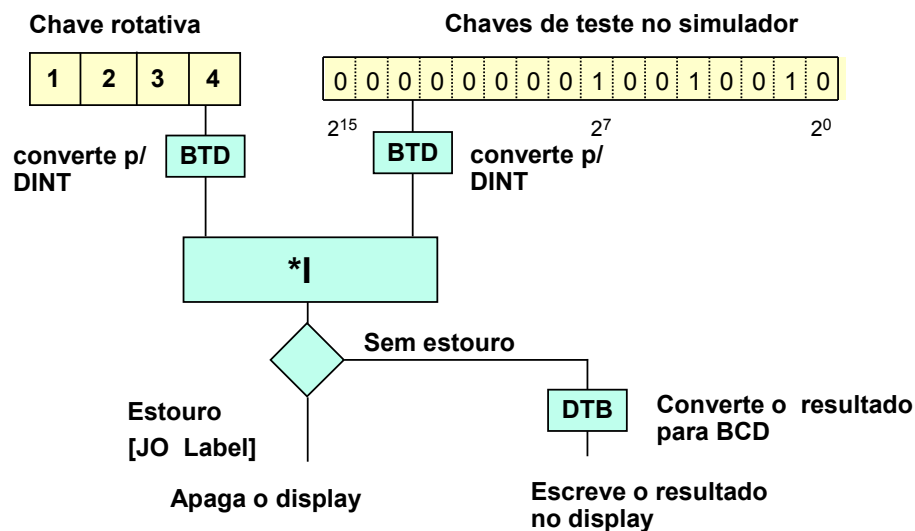 Chave rotativa
Chaves de teste no simulador
1 2 3 4
0 0 0 0 0 0 0 0 1 0 0 1 0 0 1 0
2¹⁵ 2⁷ 2⁰
converte p/
DINT
BTD
BTD
converte p/
DINT
*I
Sem estouro
Estouro
[JO Label]
DTB
Converte o resultado
para BCD
Apaga o display
Escreve o resultado
no display